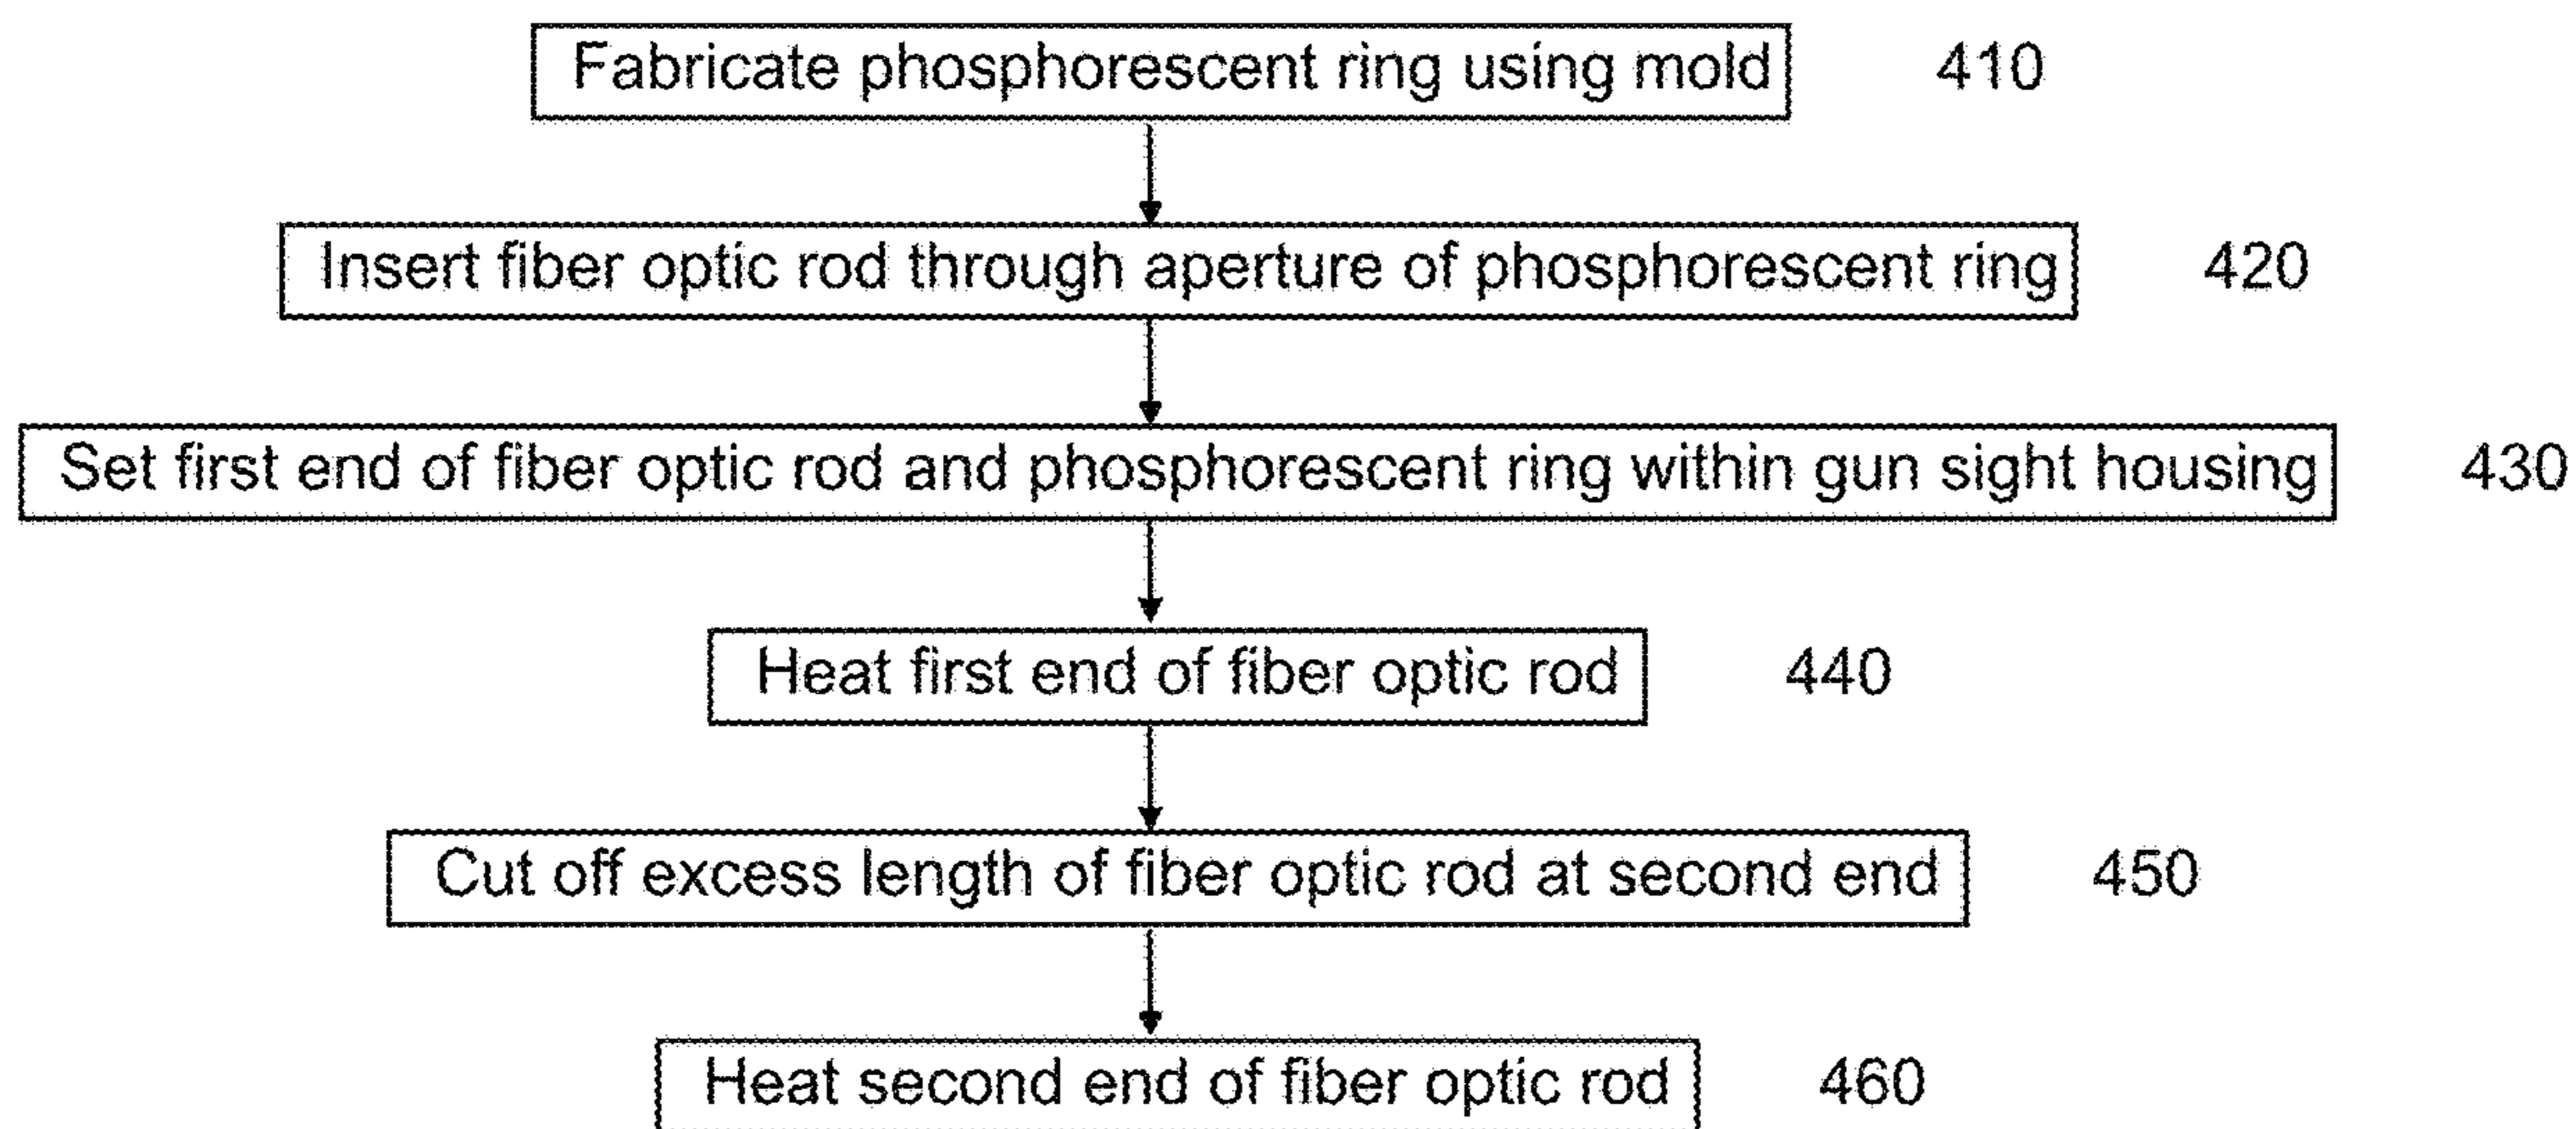 Fabricate phosphorescent ring using mold 410
Insert fiber optic rod through aperture of phosphorescent ring 420
Set first end of fiber optic rod and phosphorescent ring within gun sight housing 430
Heat first end of fiber optic rod 440
Cut off excess length of fiber optic rod at second end 450
Heat second end of fiber optic rod 460